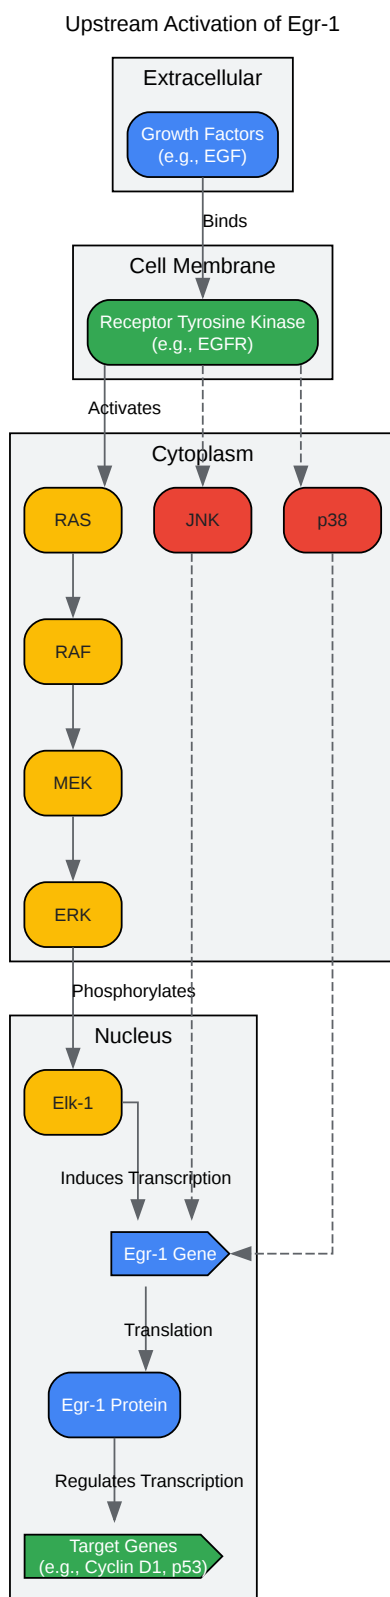 Upstream Activation of Egr-1
Extracellular
Growth Factors
(e.g., EGF)
Binds
Cell Membrane
Receptor Tyrosine Kinase
(e.g., EGFR)
Activates
Cytoplasm
RAS
JNK
p38
RAF
MEK
ERK
Phosphorylates
Nucleus
Elk-1
Induces Transcription
Egr-1 Gene
Translation
Egr-1 Protein
Regulates Transcription
Target Genes
(e.g., Cyclin D1, p53)